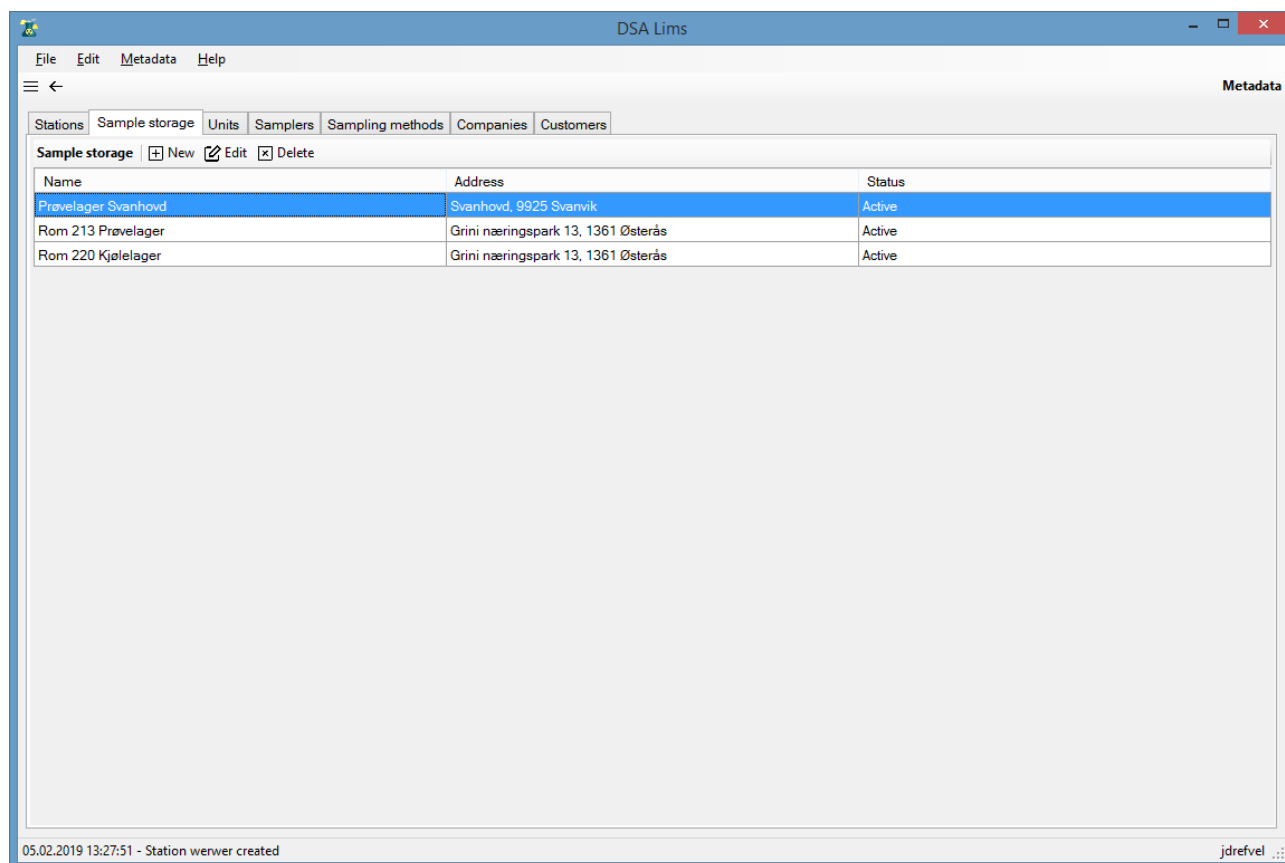 DSA Lims
File Edit Metadata Help
Metadata
Stations Sample storage Units Samplers Sampling methods Companies Customers
Sample storage New Edit Delete
Name Address Status
Prøvelager Svanhovd Svanhovd, 9925 Svanvik Active
Rom 213 Prøvelager Grini næringspark 13, 1361 Østerås Active
Rom 220 Kjølelager Grini næringspark 13, 1361 Østerås Active
05.02.2019 13:27:51 - Station werwer created jdrefvel